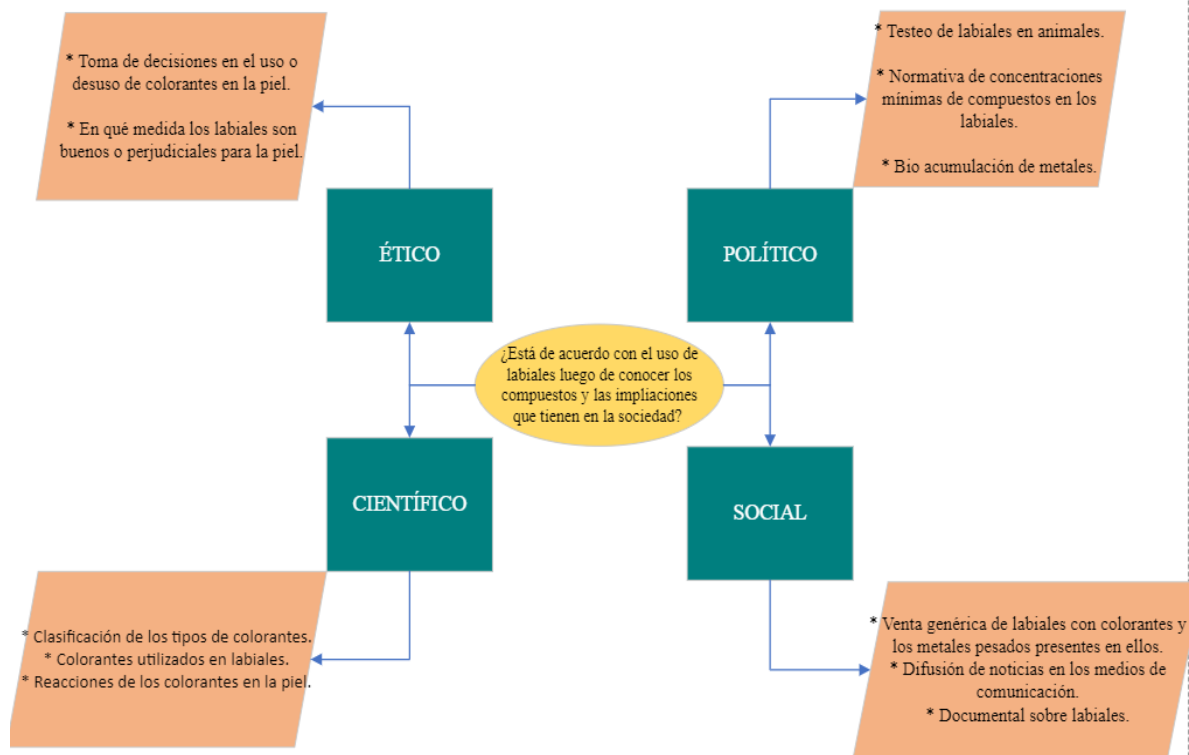 * Toma de decisiones en el uso o
desuso de colorantes en la piel.
* En qué medida los labiales son
buenos o perjudiciales para la piel.
* Testeo de labiales en animales.
* Normativa de concentraciones
mínimas de compuestos en los
labiales.
* Bio acumulación de metales.
ÉTICO
POLÍTICO
¿Está de acuerdo con el uso de
labiales luego de conocer los
compuestos y las impliaciones
que tienen en la sociedad?
CIENTÍFICO
SOCIAL
* Clasificación de los tipos de colorantes.
* Colorantes utilizados en labiales.
* Reacciones de los colorantes en la piel.
* Venta genérica de labiales con colorantes y
los metales pesados presentes en ellos.
* Difusión de noticias en los medios de
comunicación.
* Documental sobre labiales.